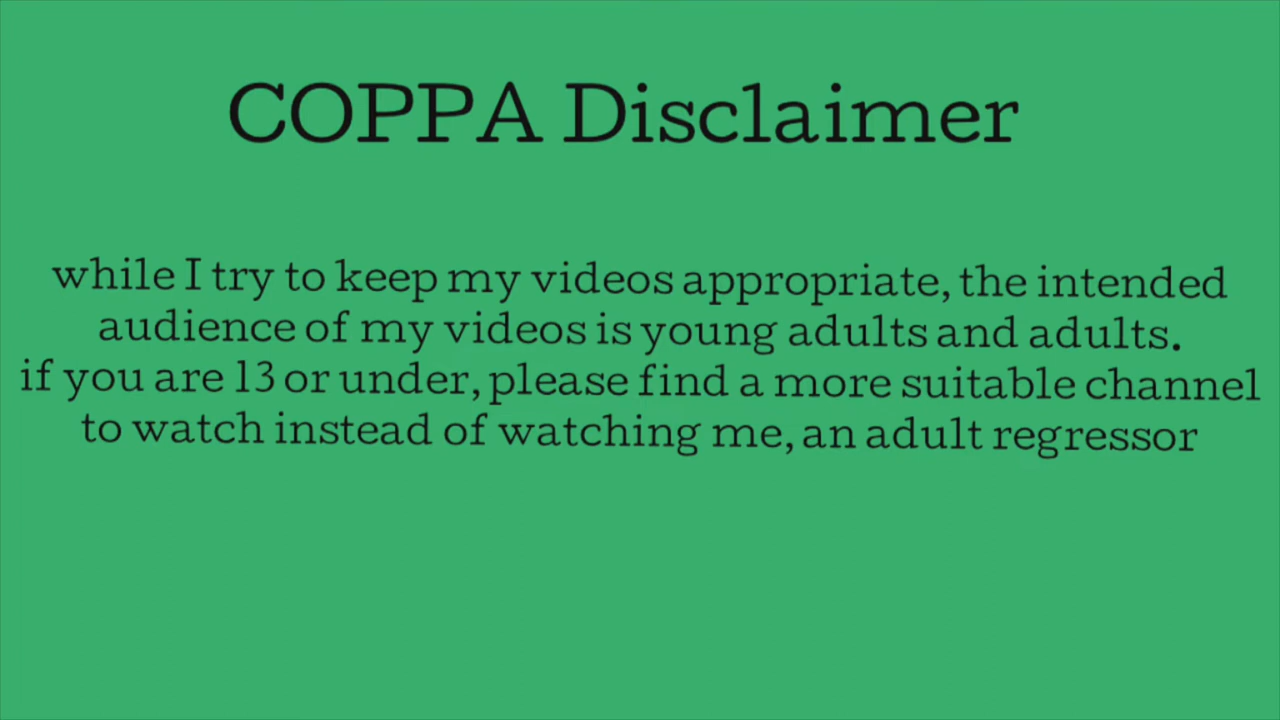 COPPA Disclaimer
while I try to keep my videos appropriate, the intended
audience of my videos is young adults and adults.
if you are 13 or under, please find a more suitable channel
to watch instead of watching me, an adult regressor